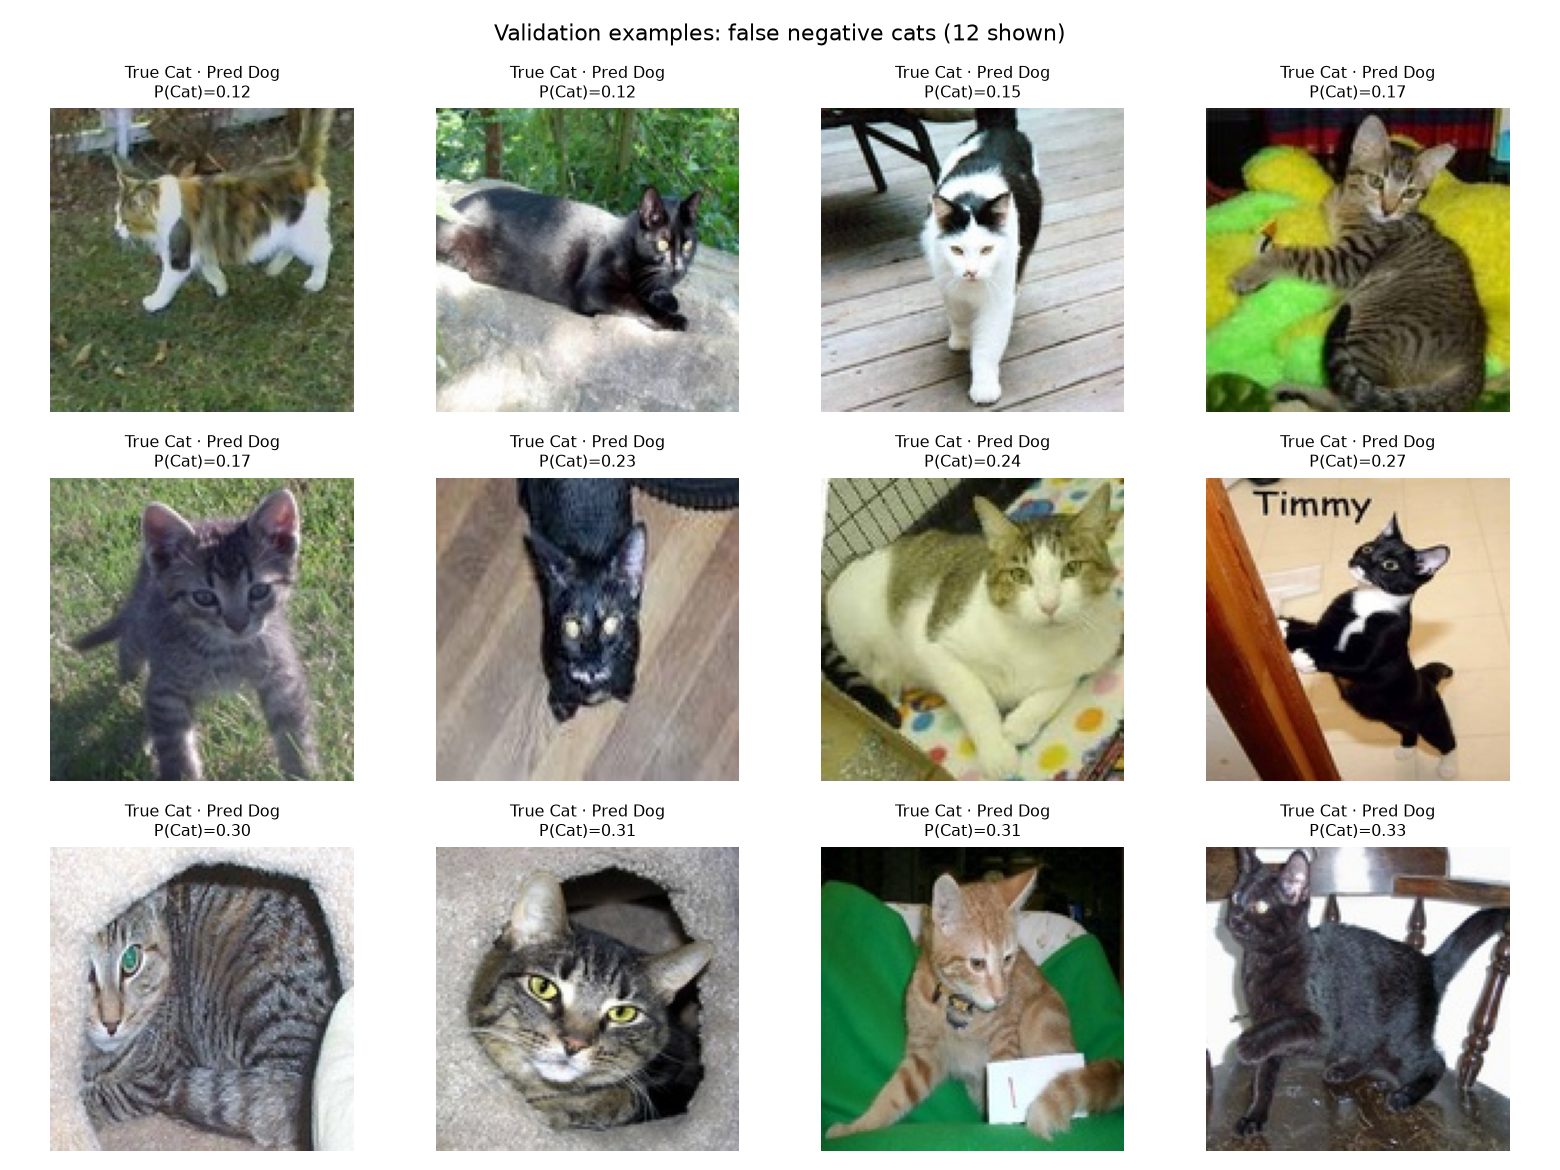 Validation examples: false negative cats (12 shown)
True Cat · Pred Dog
P(Cat)=0.12
True Cat · Pred Dog
P(Cat)=0.12
True Cat · Pred Dog
P(Cat)=0.15
True Cat · Pred Dog
P(Cat)=0.17
True Cat · Pred Dog
P(Cat)=0.17
True Cat · Pred Dog
P(Cat)=0.23
True Cat · Pred Dog
P(Cat)=0.24
True Cat · Pred Dog
P(Cat)=0.27
Timmy
True Cat · Pred Dog
P(Cat)=0.30
True Cat · Pred Dog
P(Cat)=0.31
True Cat · Pred Dog
P(Cat)=0.31
True Cat · Pred Dog
P(Cat)=0.33